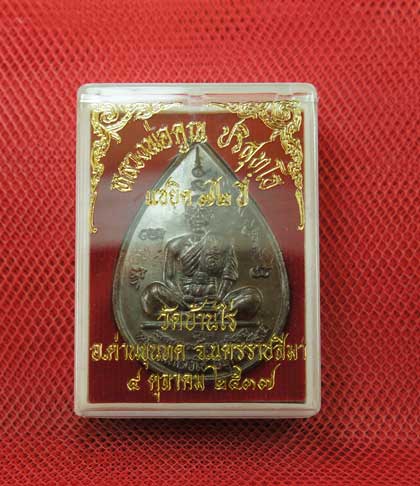 หลวงพ่อคูณ ปริสุทฺโธ
แซยิด ๗๒ ปี
วัดบ้านไร่
อ.ด่านขุนทด จ.นครราชสีมา
๔ ตุลาคม ๒๕๓๗